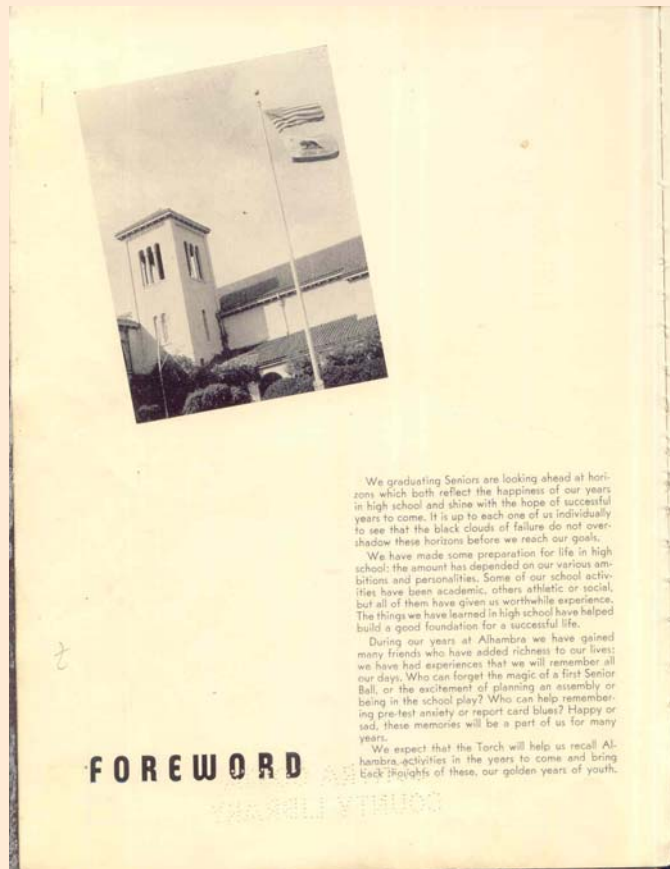 We graduating Seniors are looking ahead at hori-
zons which both reflect the happiness of our years
in high school and shine with the hope of successful
years to come. It is up to each one of us individually
to see that the black clouds of failure do not over-
shadow these horizons before we reach our goals.
We have made some preparation for life in high
school: the amount has depended on our various am-
bitions and personalities. Some of our school activ-
ities have been academic, others athletic or social,
but all of them have given us worthwhile experience.
The things we have learned in high school have helped
build a good foundation for a successful life.
During our years at Alhambra we have gained
many friends who have added richness to our lives:
we have had experiences that we will remember all
our days. Who can forget the magic of a first Senior
Ball, or the excitement of planning an assembly or
being in the school play? Who can help remember-
ing pre-test anxiety or report card blues? Happy or
sad, these memories will be a part of us for many
years.
We expect that the Torch will help us recall Al-
hambra activities in the years to come and bring
back thoughts of these, our golden years of youth.
FOREWORD
COUNTY LIBRARY